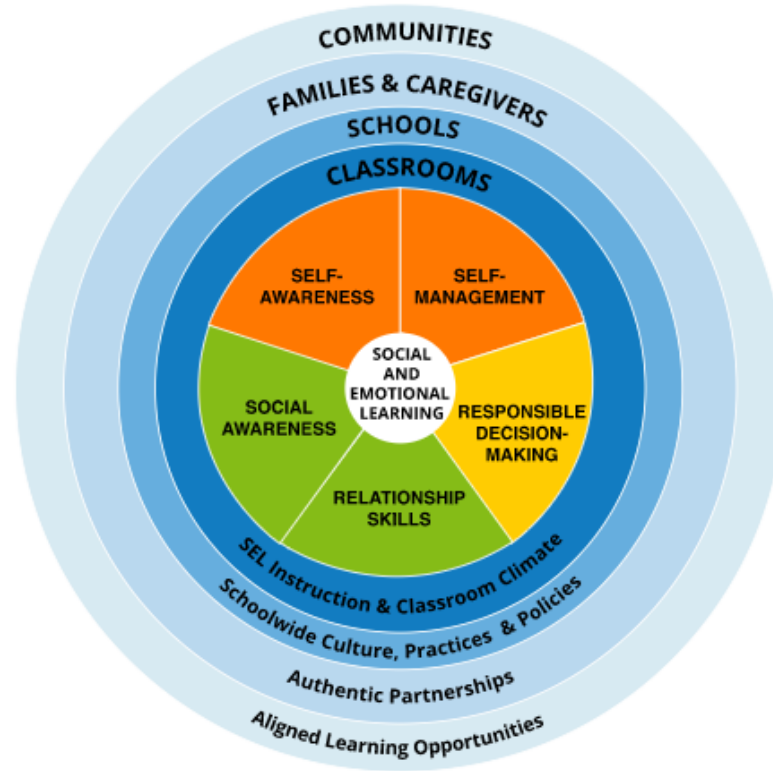 COMMUNITIES
FAMILIES & CAREGIVERS
SCHOOLS
CLASSROOMS
SELF-
AWARENESS
SELF-
MANAGEMENT
SOCIAL
AND
EMOTIONAL
LEARNING
SOCIAL
AWARENESS
RESPONSIBLE
DECISION-
MAKING
RELATIONSHIP
SKILLS
SEL Instruction & Classroom Climate
Schoolwide Culture, Practices & Policies
Authentic Partnerships
Aligned Learning Opportunities